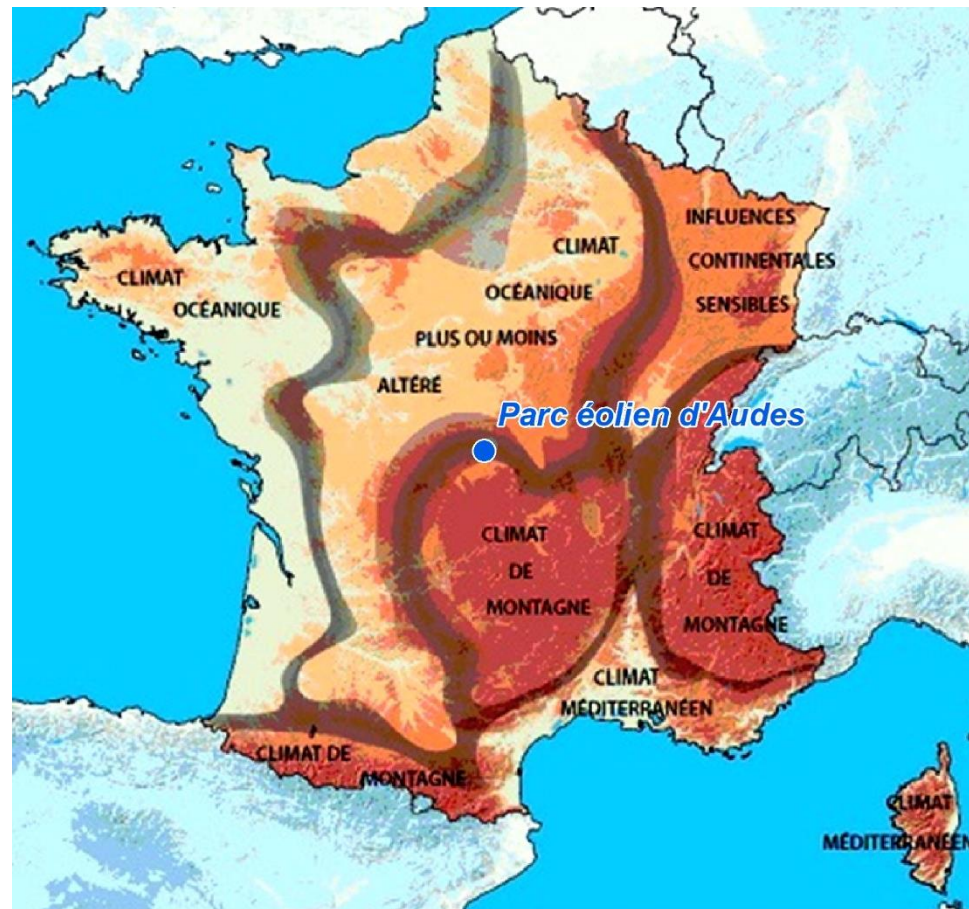 INFLUENCES
CONTINENTALES
SENSIBLES
CLIMAT
OCÉANIQUE
PLUS OU MOINS
ALTÉRÉ
CLIMAT
OCÉANIQUE
Parc éolien d'Audes
CLIMAT
DE
MONTAGNE
CLIMAT
DE
MONTAGNE
CLIMAT
MÉDITERRANÉEN
CLIMAT DE
MONTAGNE
CLIMAT
MÉDITERRANÉEN